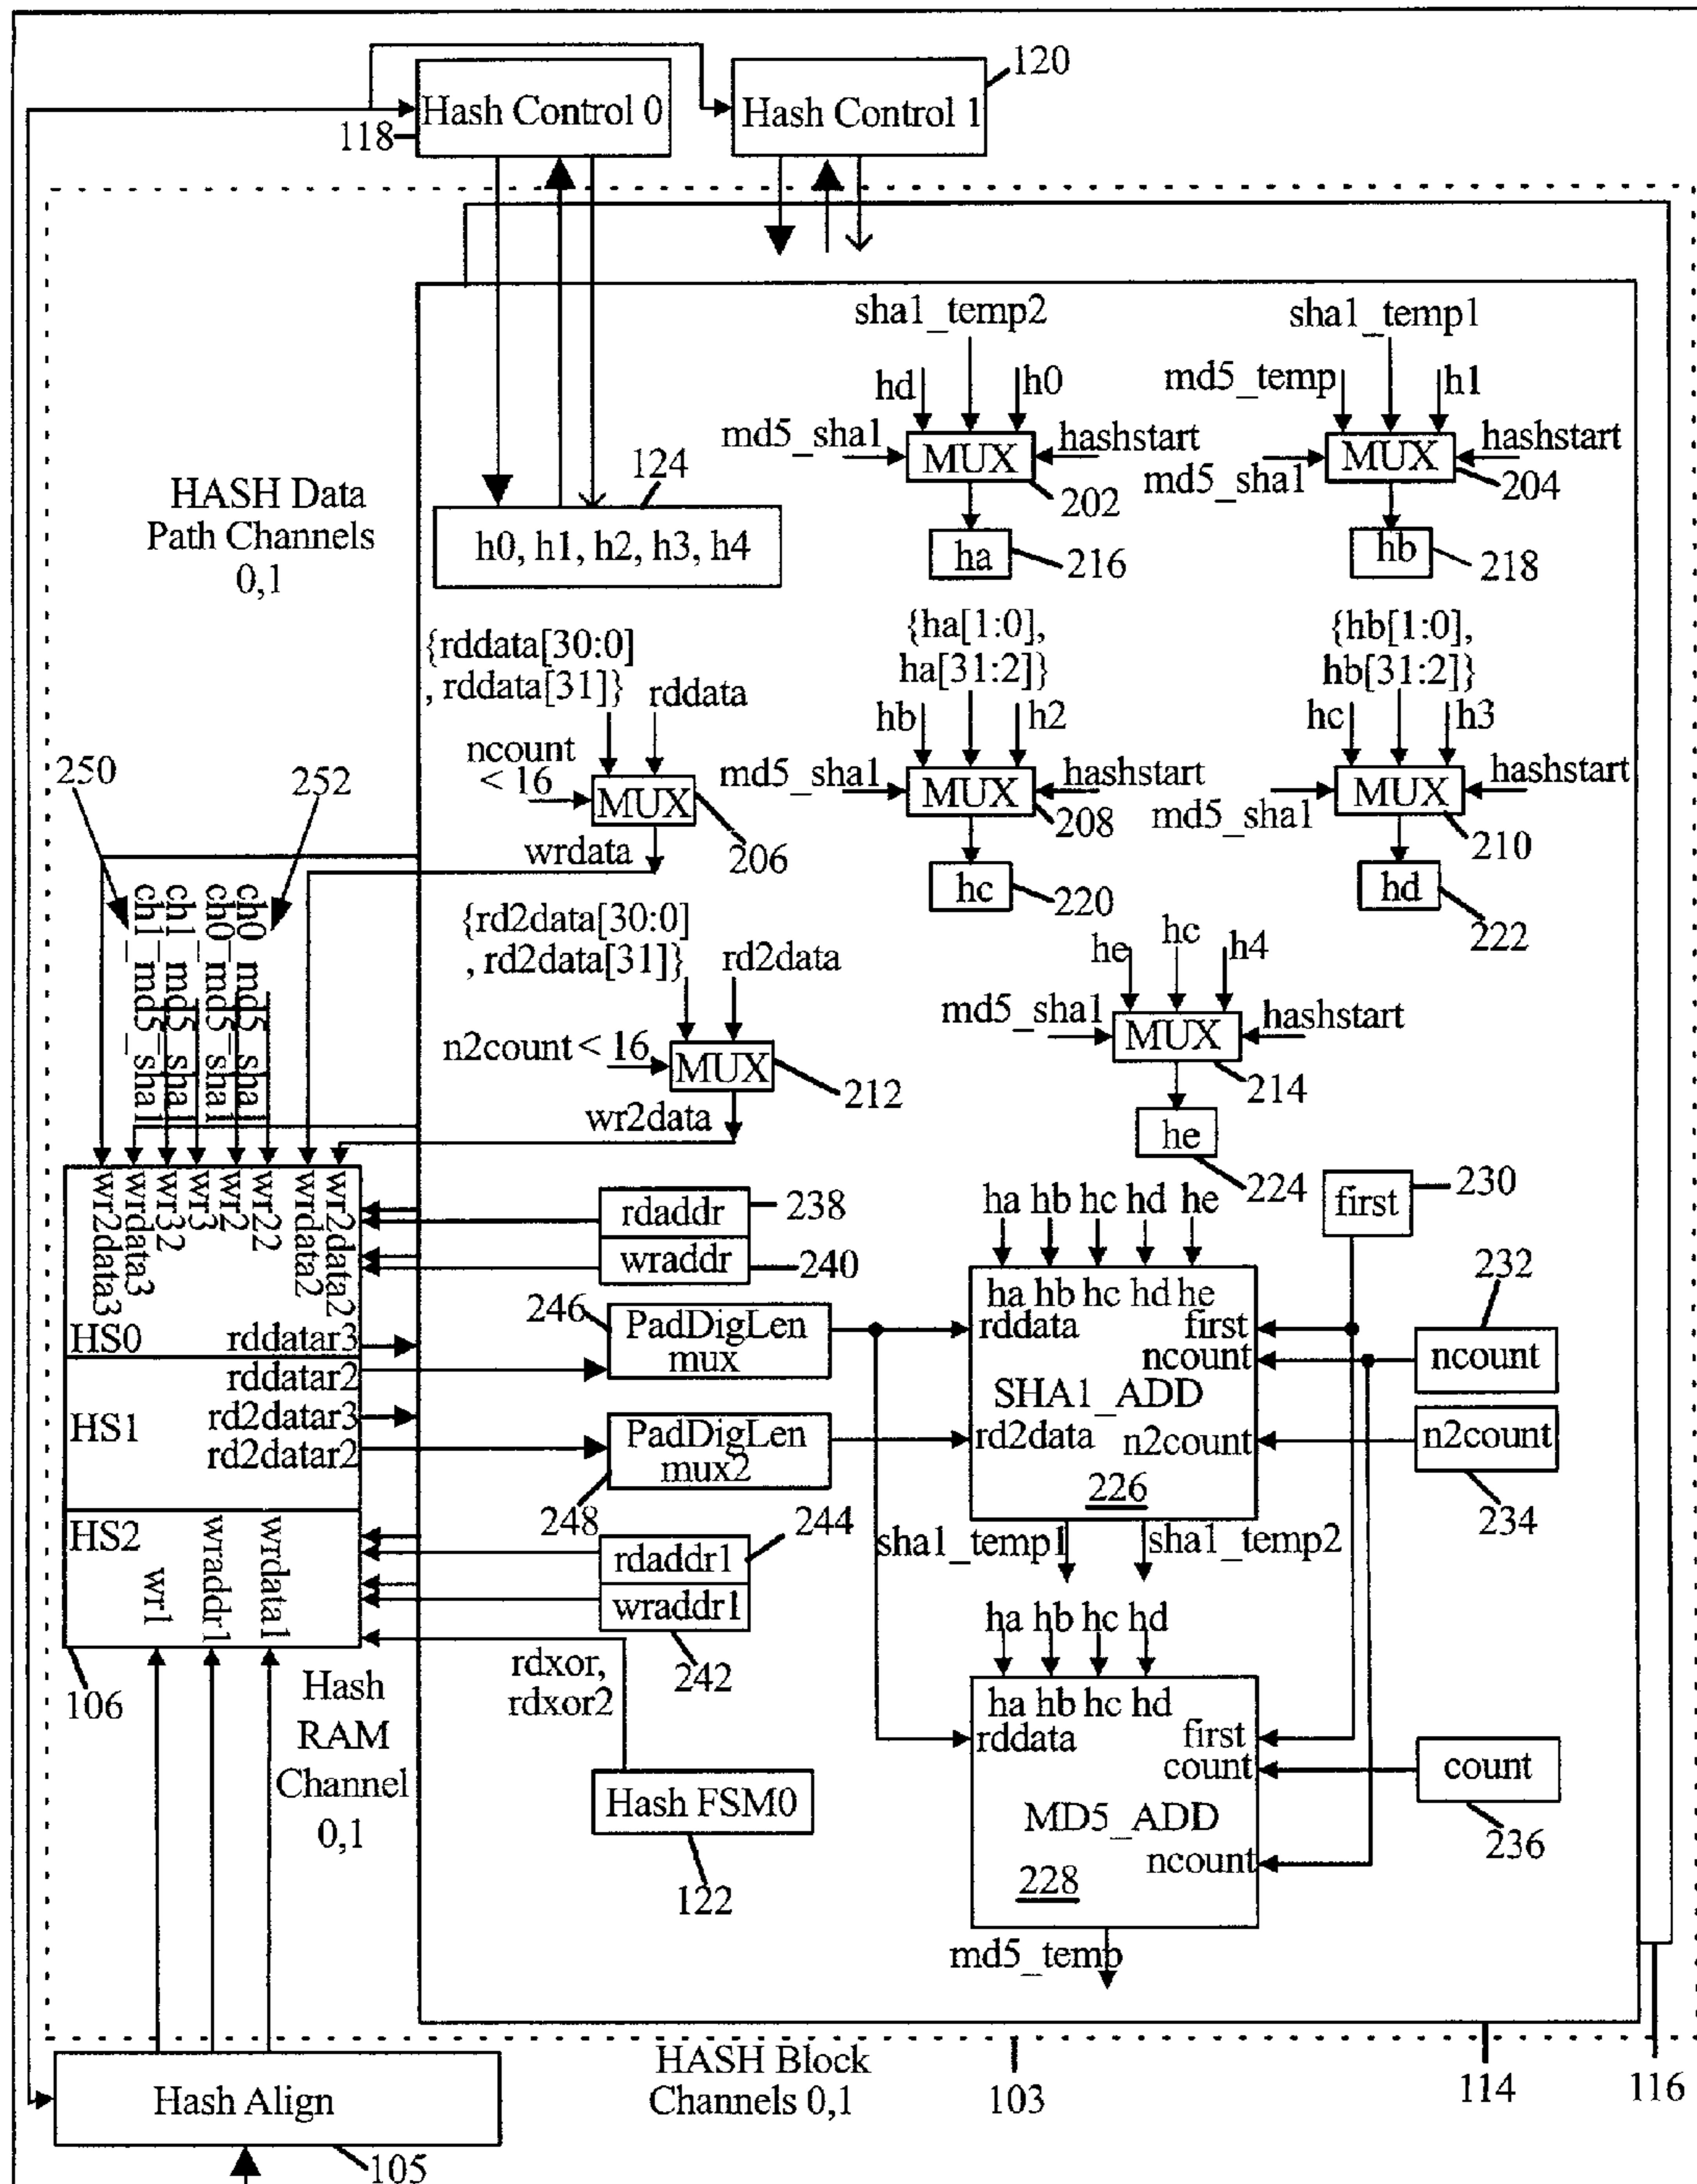 120
Hash Control 0
Hash Control 1
118
sha1_temp2
sha1_temp1
hd
h0
md5_temp
h1
md5_sha1
MUX
hashstart
202
md5_sha1
MUX
hashstart
204
HASH Data
Path Channels
0,1
124
h0, h1, h2, h3, h4
ha
216
hb
218
{rddata[30:0]
, rddata[31]}
rddata
{ha[1:0],
ha[31:2]}
{hb[1:0],
hb[31:2]}
hb
h2
hc
h3
ncount
< 16
MUX
206
wrdata
md5_sha1
MUX
hashstart
208
md5_sha1
MUX
hashstart
210
250
252
hc
220
hd
222
ch1_md5_sha1
ch1_md5_sha1
ch0_md5_sha1
ch0_md5_sha1
{rd2data[30:0]
, rd2data[31]}
rd2data
he
hc
h4
n2count < 16
MUX
212
wr2data
md5_sha1
MUX
hashstart
214
he
224
wr2data3
wrdata3
wr32
wr3
wr2
wr22
wrdata2
wr2data2
HS0
rddatar3
rddatar2
HS1
rd2datar3
rd2datar2
HS2
wr1
wraddr1
wrdata1
106
rdaddr
238
wraddr
240
246
PadDigLen
mux
PadDigLen
mux2
248
244
rdaddr1
wraddr1
242
rdxor,
rdxor2
Hash
RAM
Channel
0,1
Hash FSM0
122
ha hb hc hd he
first
230
ha hb hc hd he
rddata
first
ncount
SHA1_ADD
rd2data
n2count
226
232
ncount
n2count
234
sha1_temp1
sha1_temp2
ha hb hc hd
ha hb hc hd
rddata
first
count
MD5_ADD
ncount
228
count
236
md5_temp
Hash Align
105
HASH Block
Channels 0,1
103
114
116